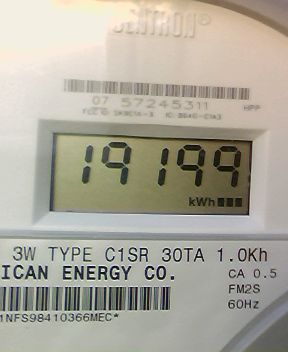 CENTRON®
07 57245311 HPP
19199
kWh
3W TYPE C1SR 30TA 1.0Kh
ICAN ENERGY CO. CA 0.5
FM2S
60Hz
1NFS98410366MEC*